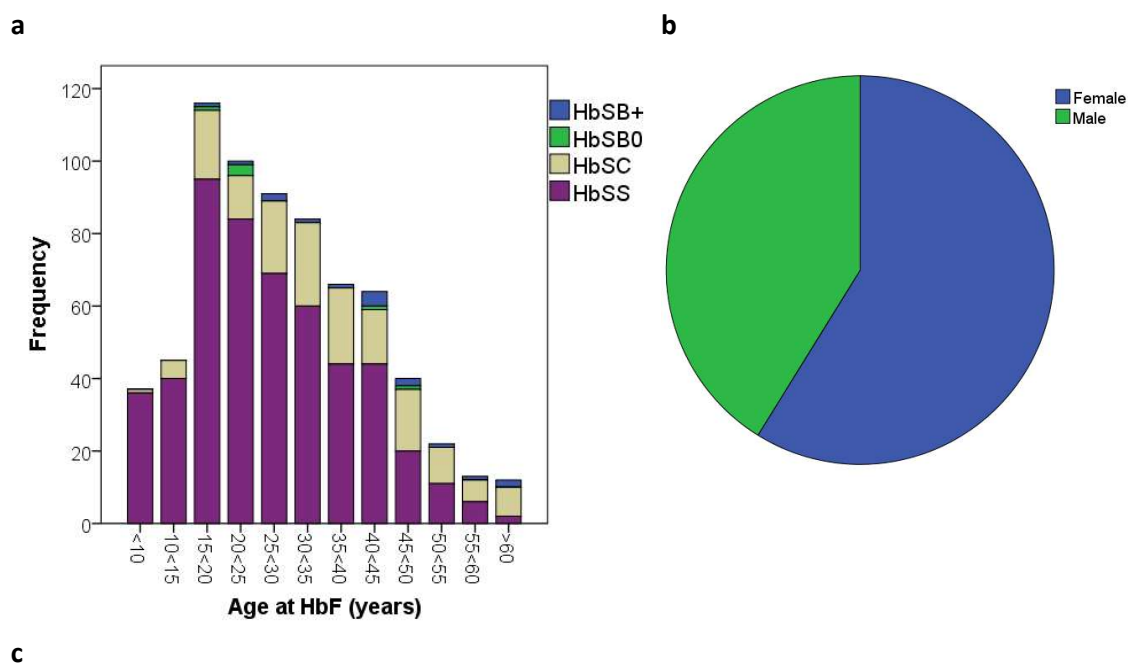 a
b
120
100
80
60
40
20
0
Frequency
<10
10<15
15<20
20<25
25<30
30<35
35<40
40<45
45<50
50<55
55<60
>60
Age at HbF (years)
HbSB+
HbSB0
HbSC
HbSS
Female
Male
c